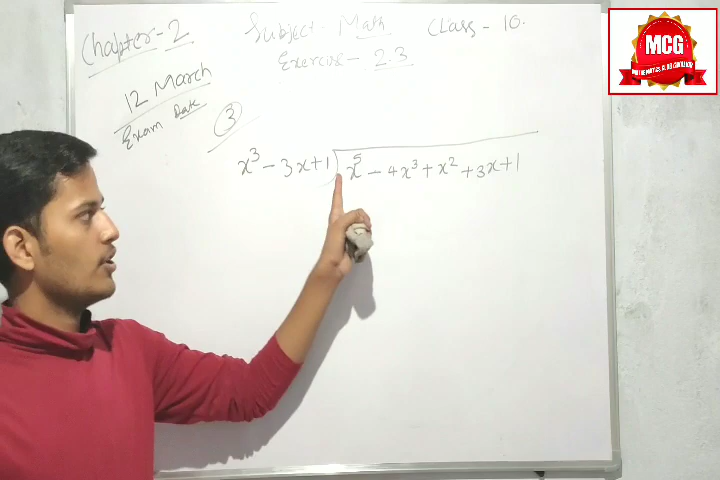 Chapter-2
Subject- Math
Class- 10.
Exercise- 2.3
12 March
Exam Date
③
x³ - 3x+1) x⁵ - 4x³ + x² + 3x+1
MCG